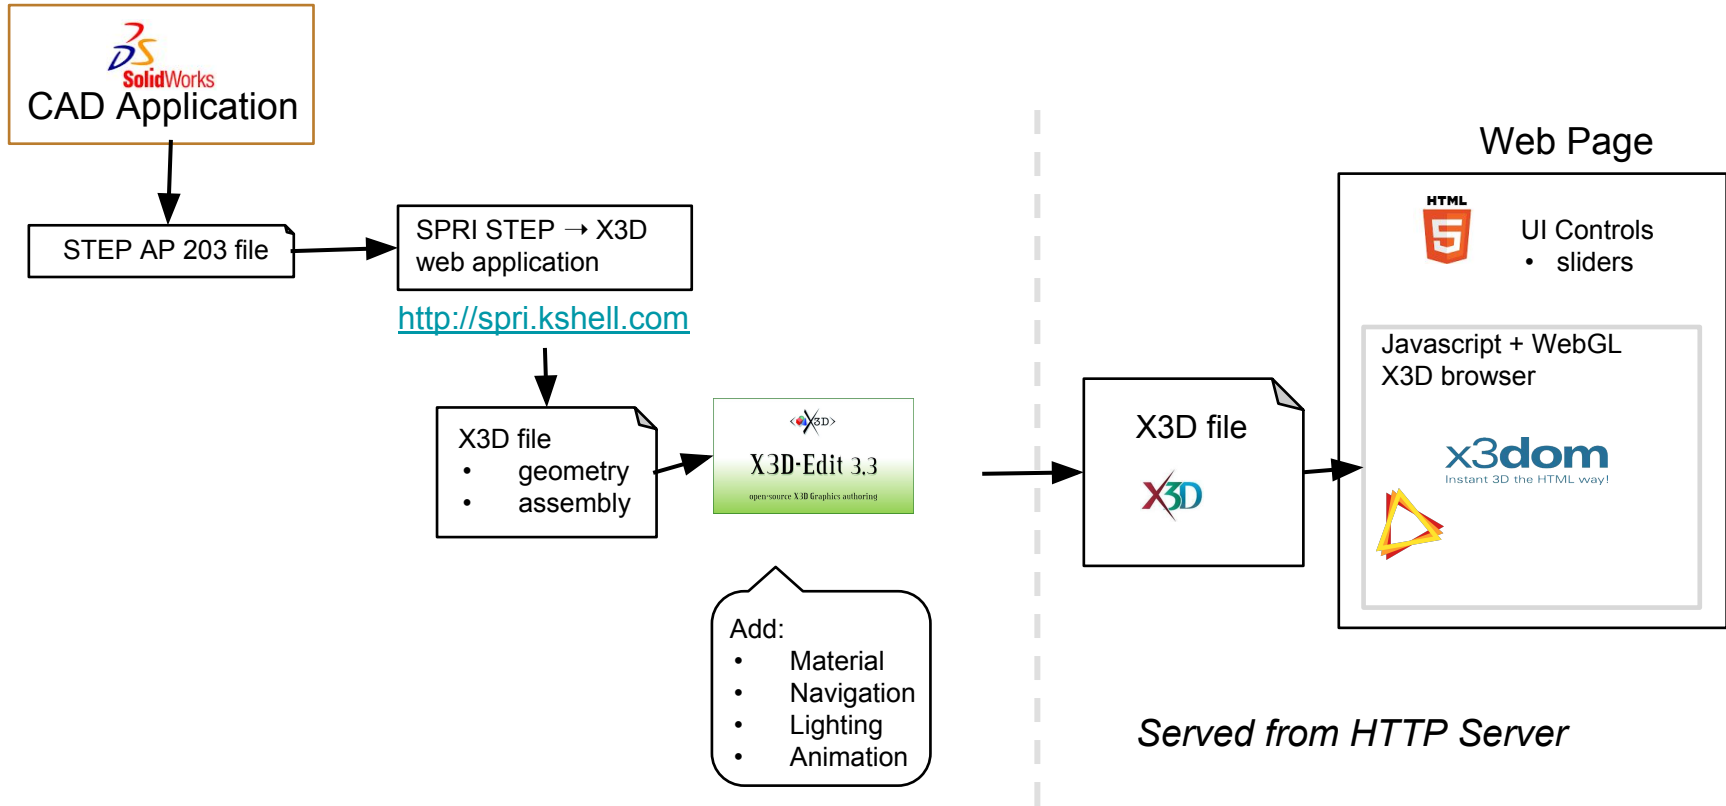 SolidWorks
CAD Application
STEP AP 203 file
SPRI STEP → X3D
web application
http://spri.kshell.com
X3D file
• geometry
• assembly
<X3D>
X3D-Edit 3.3
open-source X3D Graphics authoring
Add:
• Material
• Navigation
• Lighting
• Animation
X3D file
X3D
Web Page
HTML
5
UI Controls
• sliders
Javascript + WebGL
X3D browser
x3dom
Instant 3D the HTML way!
Served from HTTP Server